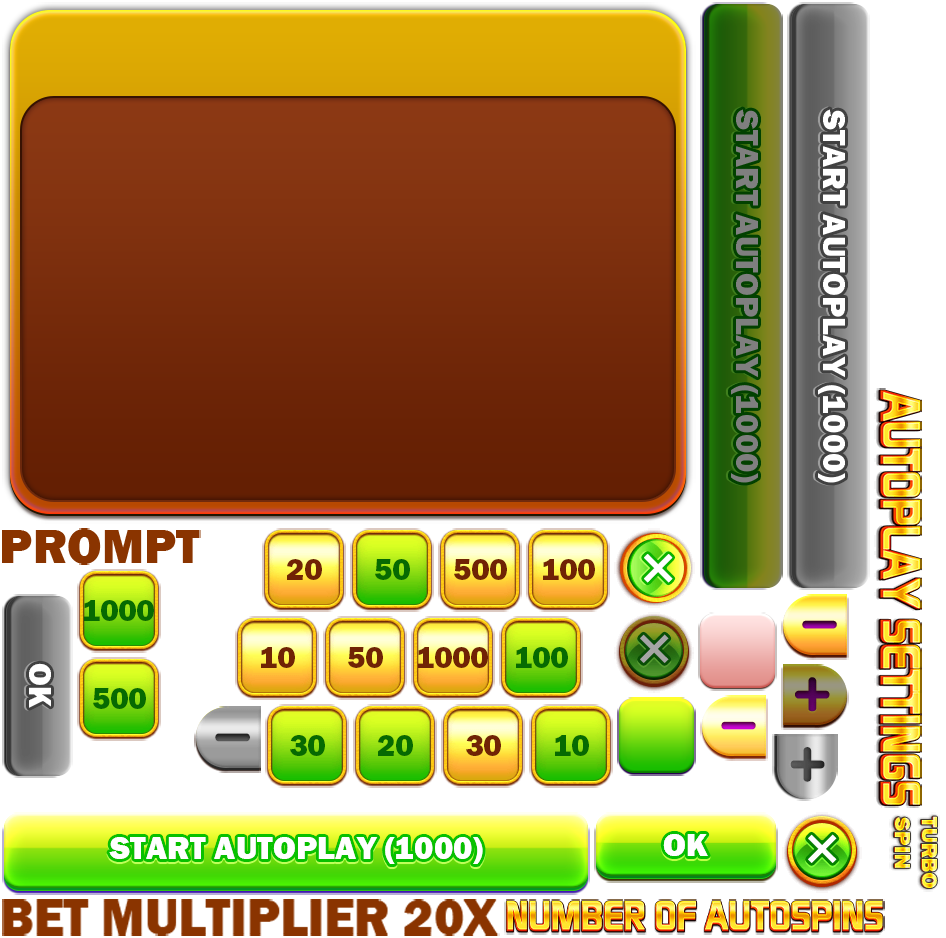 START AUTOPLAY (1000)
START AUTOPLAY (1000)
AUTOPLAY SETTINGS
PROMPT
20
50
500
100
1000
10
50
1000
100
OK
500
30
20
30
10
TURBO
SPIN
START AUTOPLAY (1000)
OK
BET MULTIPLIER 20X
NUMBER OF AUTOSPINS